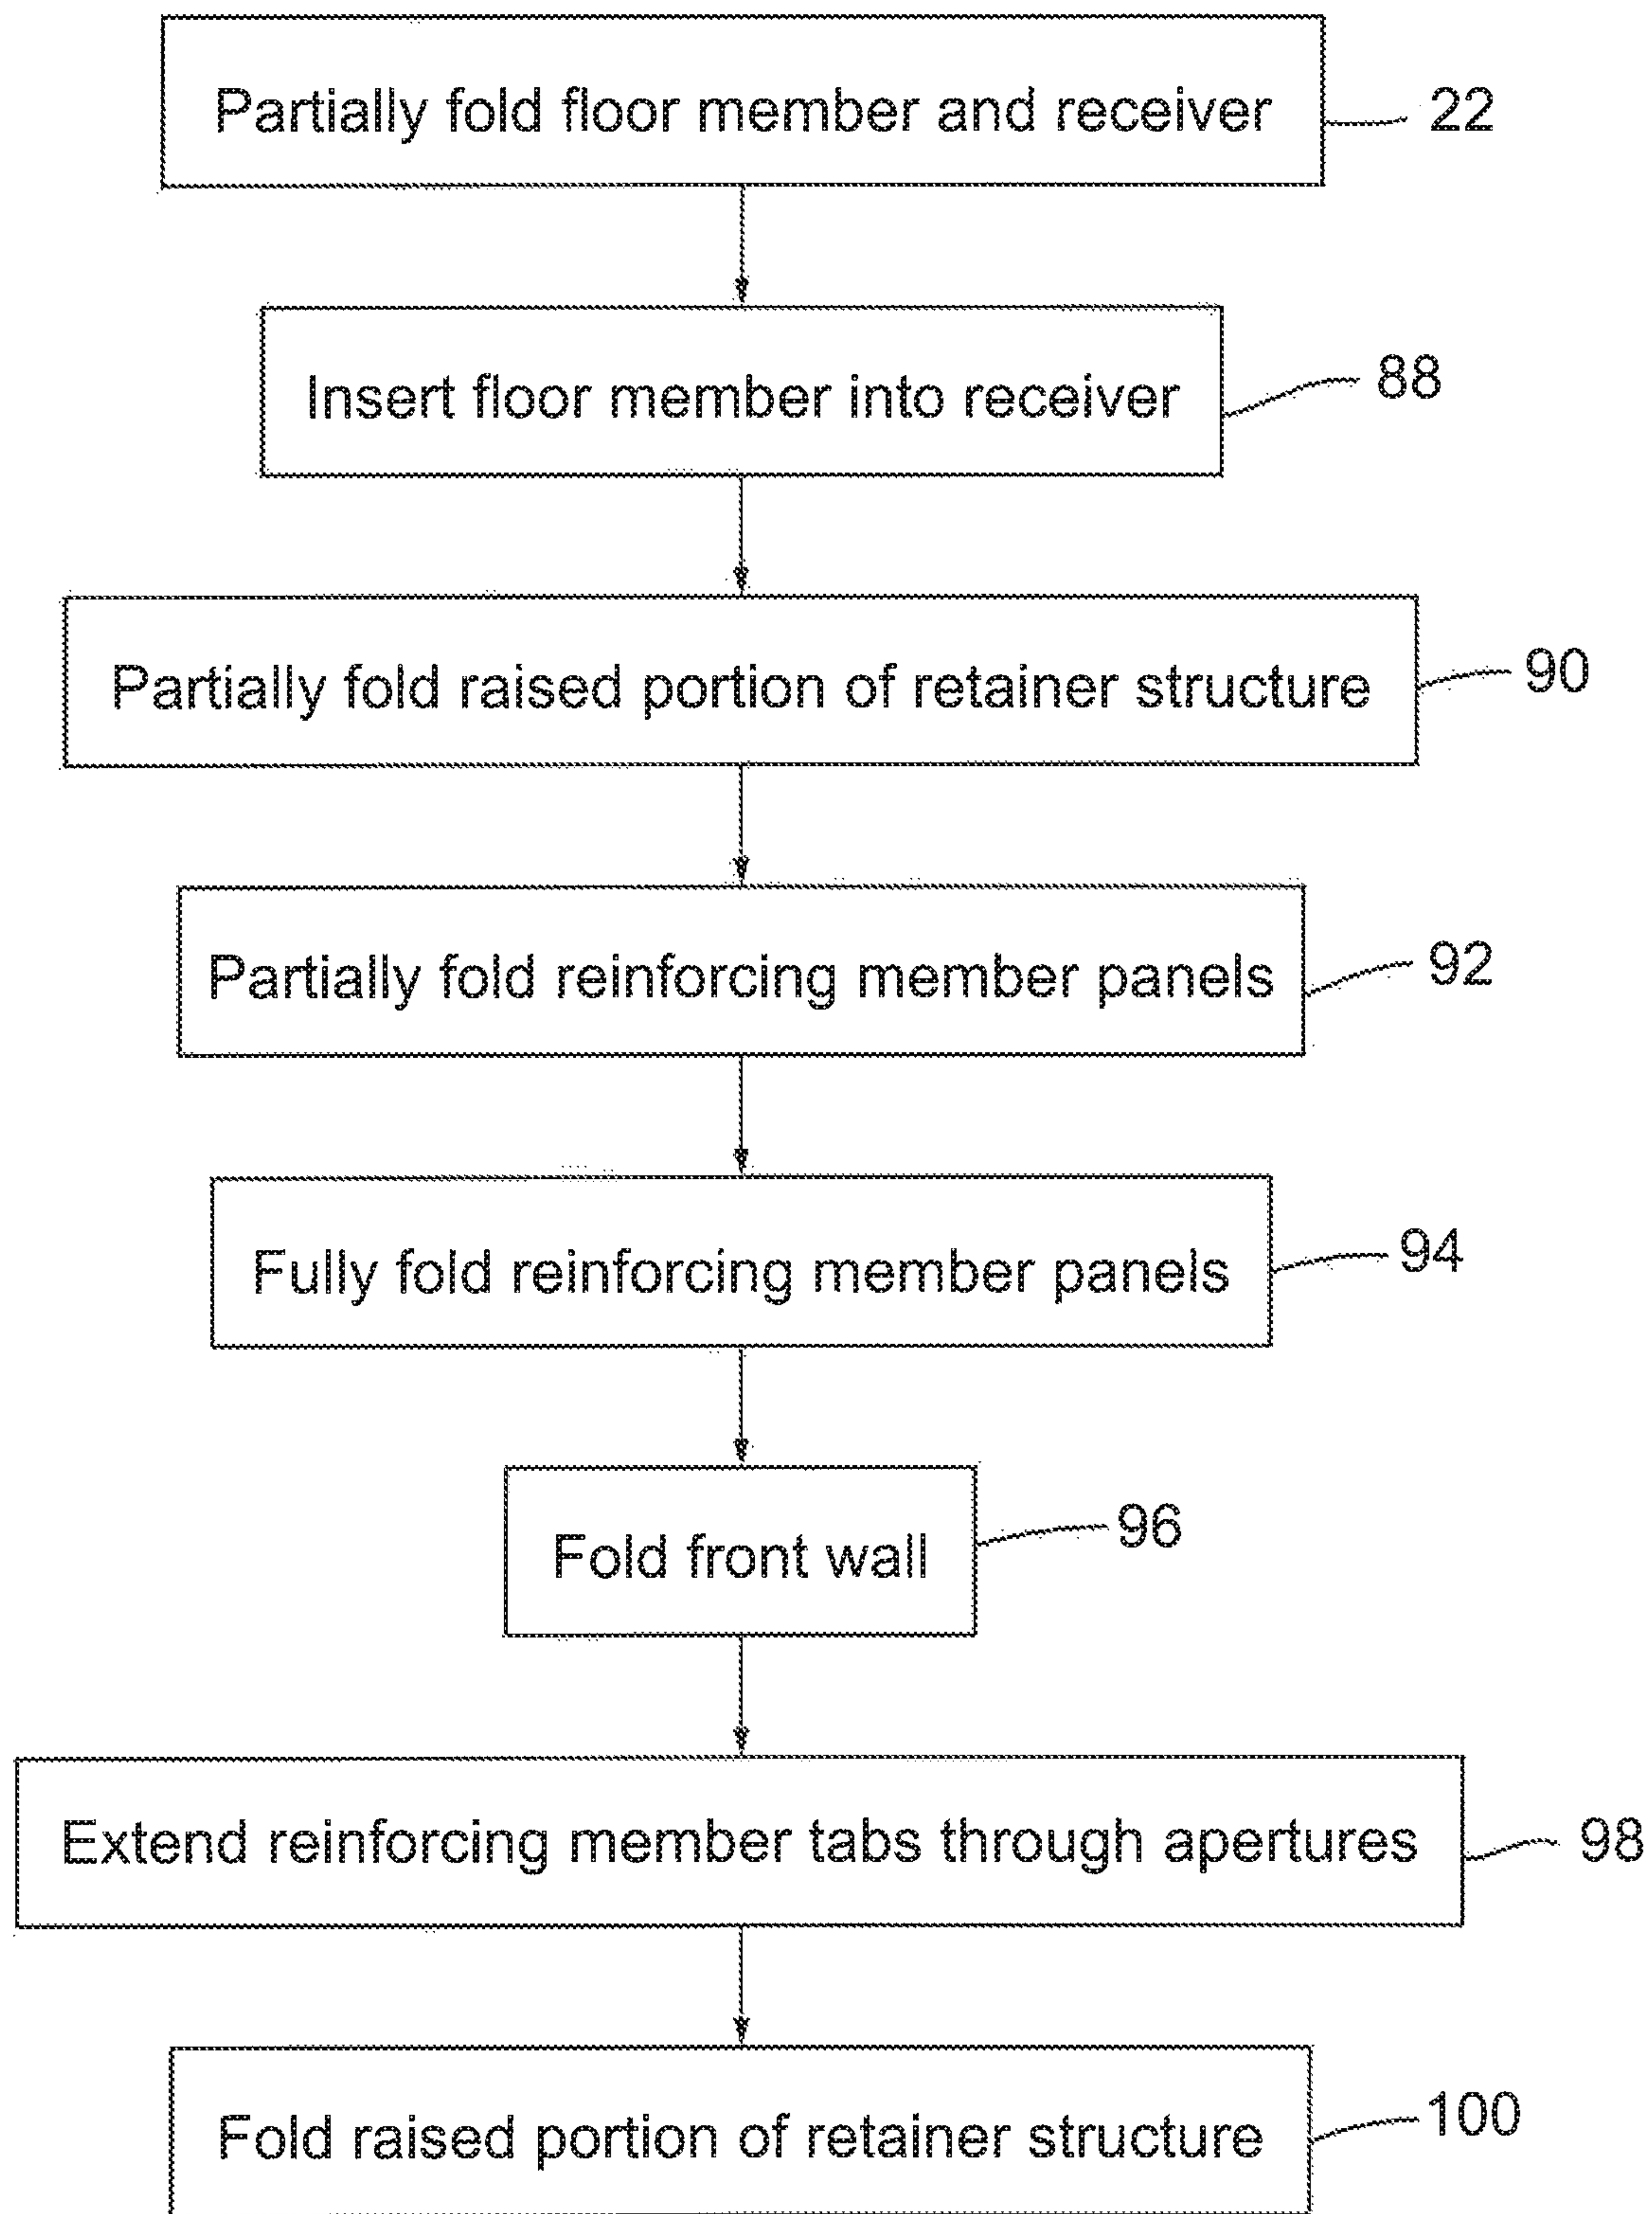 Partially fold floor member and receiver
22
Insert floor member into receiver
88
Partially fold raised portion of retainer structure
90
Partially fold reinforcing member panels
92
Fully fold reinforcing member panels
94
Fold front wall
96
Extend reinforcing member tabs through apertures
98
Fold raised portion of retainer structure
100